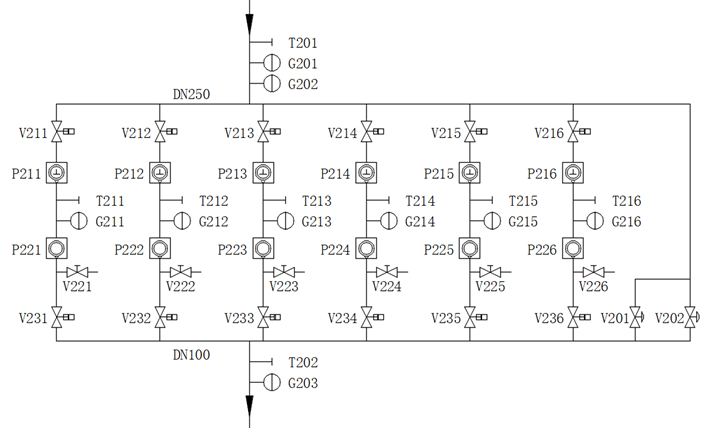 T201
G201
G202
DN250
V211 V212 V213 V214 V215 V216
P211 P212 P213 P214 P215 P216
T211 T212 T213 T214 T215 T216
G211 G212 G213 G214 G215 G216
P221 P222 P223 P224 P225 P226
V221 V222 V223 V224 V225 V226
V231 V232 V233 V234 V235 V236 V201 V202
DN100
T202
G203